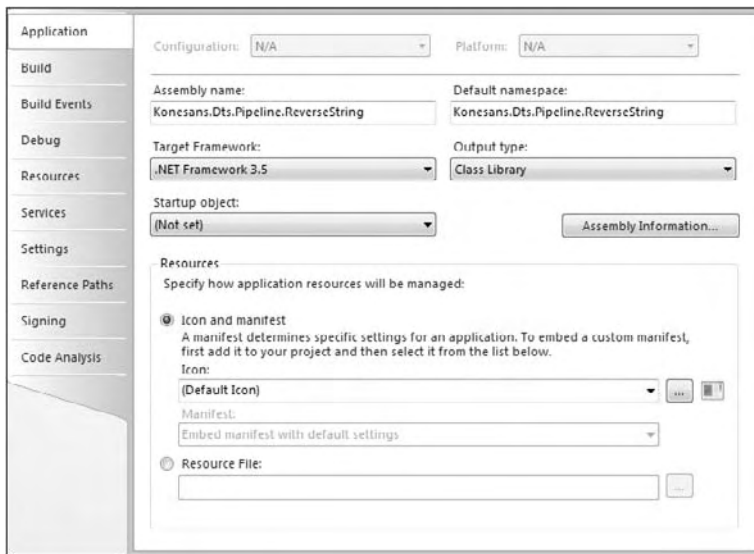 Application
Build
Build Events
Debug
Resources
Services
Settings
Reference Paths
Signing
Code Analysis
Configuration: N/A Platform: N/A
Assembly name: Default namespace:
Konesans.Dts.Pipeline.ReverseString Konesans.Dts.Pipeline.ReverseString
Target Framework: Output type:
.NET Framework 3.5 Class Library
Startup object:
(Not set) Assembly Information...
Resources
Specify how application resources will be managed:
Icon and manifest
A manifest determines specific settings for an application. To embed a custom manifest,
first add it to your project and then select it from the list below.
Icon:
(Default Icon) ...
Manifest:
Embed manifest with default settings
Resource File:
...